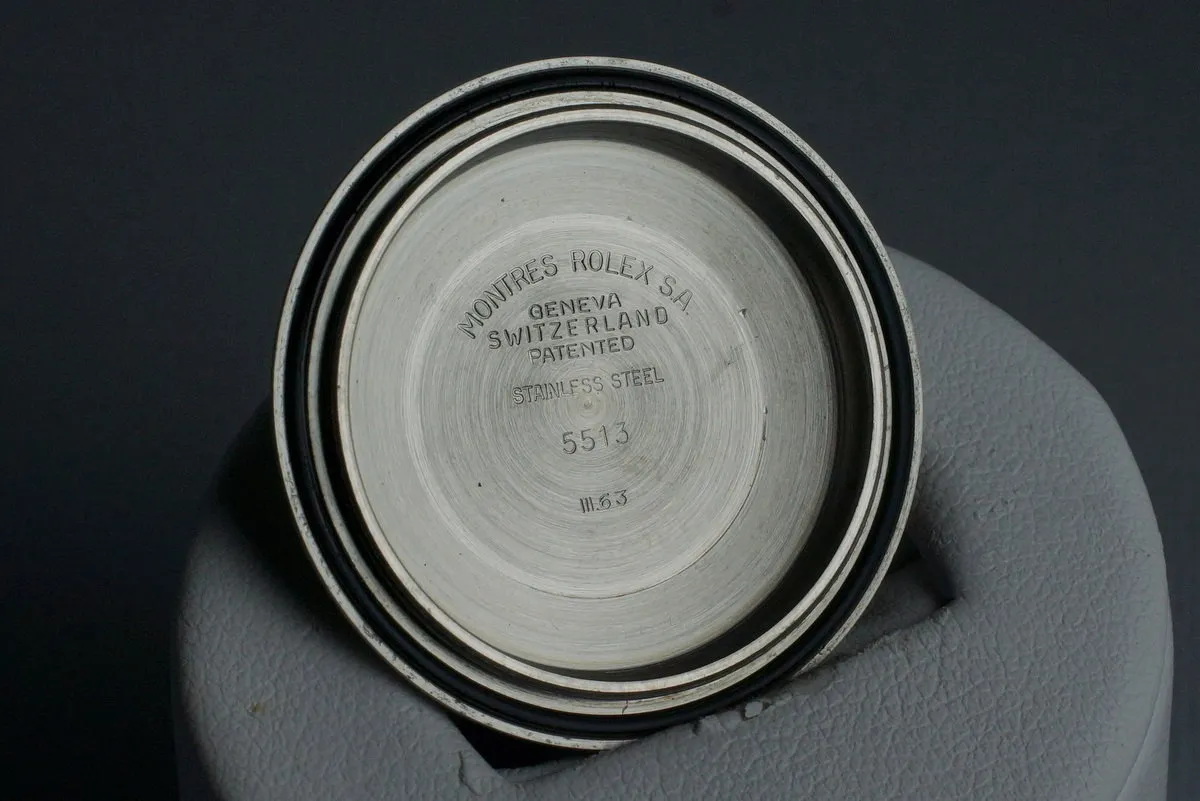 MONTRES ROLEX S.A.
GENEVA
SWITZERLAND
PATENTED
STAINLESS STEEL
5513
III.63